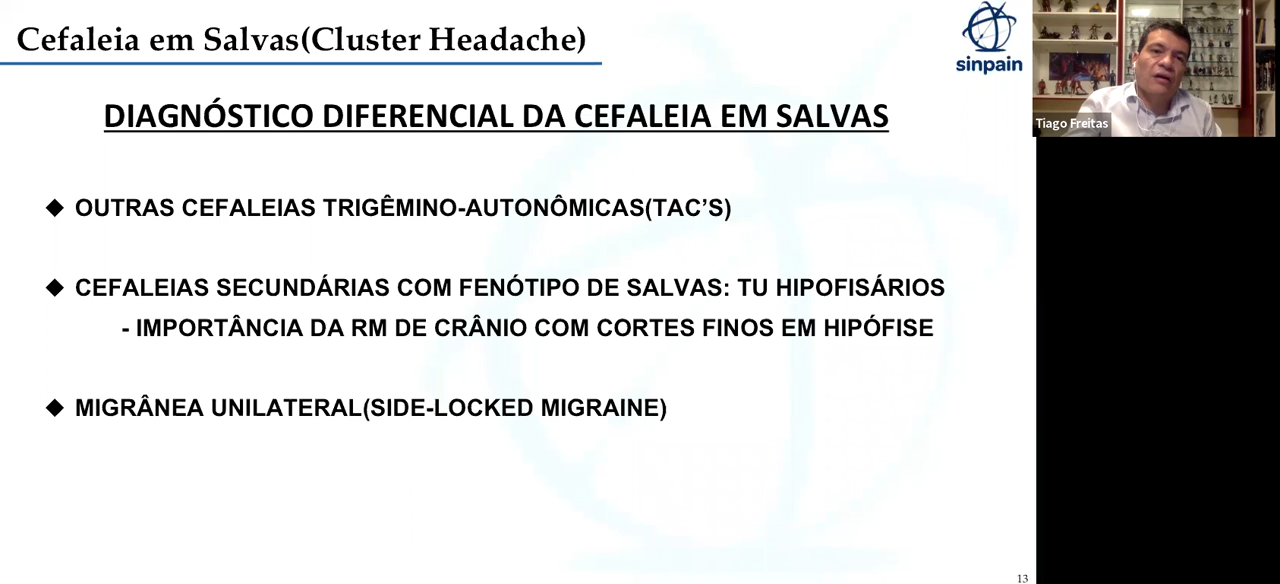 Cefaleia em Salvas(Cluster Headache)
sinpain
Tiago Freitas
DIAGNÓSTICO DIFERENCIAL DA CEFALEIA EM SALVAS
◆ OUTRAS CEFALEIAS TRIGÊMINO-AUTONÔMICAS(TAC’S)
◆ CEFALEIAS SECUNDÁRIAS COM FENÓTIPO DE SALVAS: TU HIPOFISÁRIOS
- IMPORTÂNCIA DA RM DE CRÂNIO COM CORTES FINOS EM HIPÓFISE
◆ MIGRÂNEA UNILATERAL(SIDE-LOCKED MIGRAINE)
13